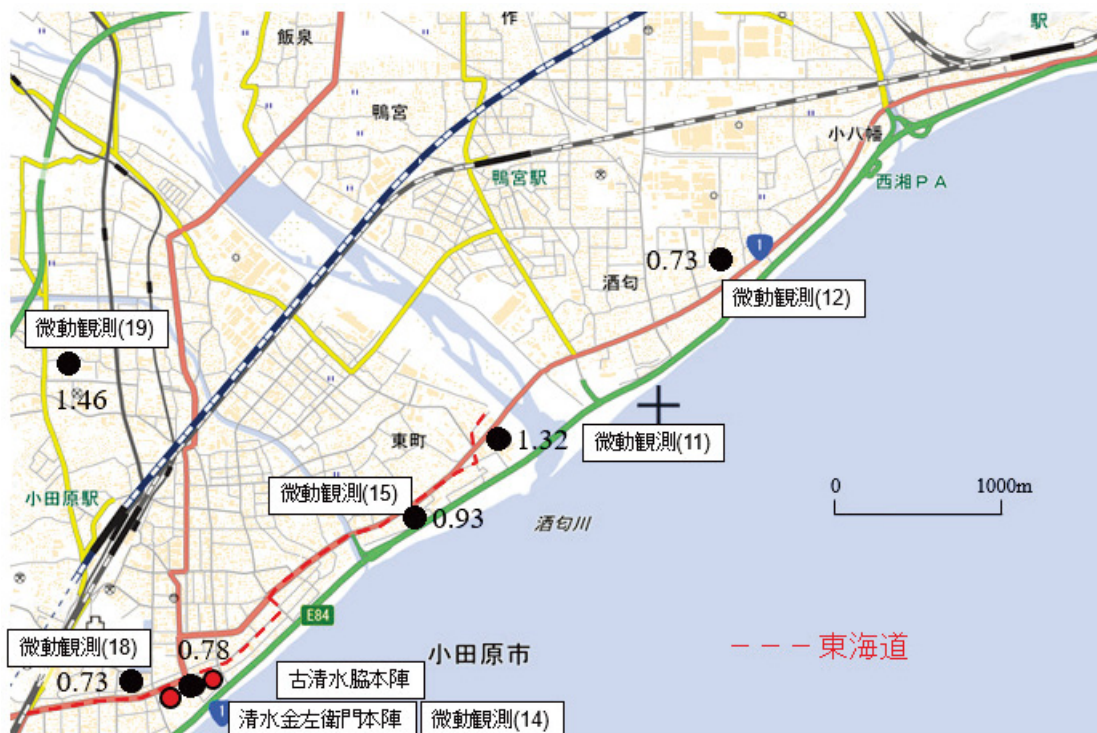 作
駅
飯泉
鴨宮
小八幡
鴨宮駅
西湘PA
1
0.73
酒匂
微動観測(12)
微動観測(19)
1.46
東町
1.32
微動観測(11)
小田原駅
微動観測(15)
0.93
酒匂川
0 1000m
E84
微動観測(18)
0.78
小田原市
東海道
0.73
古清水脇本陣
清水金左衛門本陣
1
微動観測(14)